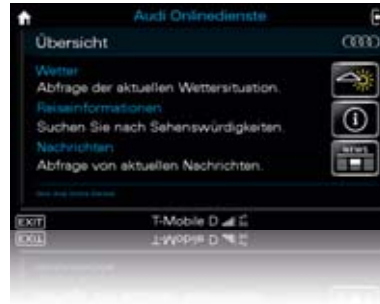 Audi Onlinedienste
Übersicht
Wetter
Abfrage der aktuellen Wettersituation.
Reiseinformationen
Suchen Sie nach Sehenswürdigkeiten.
Nachrichten
NEWS
Abfrage von aktuellen Nachrichten.
EXIT
T-Mobile D